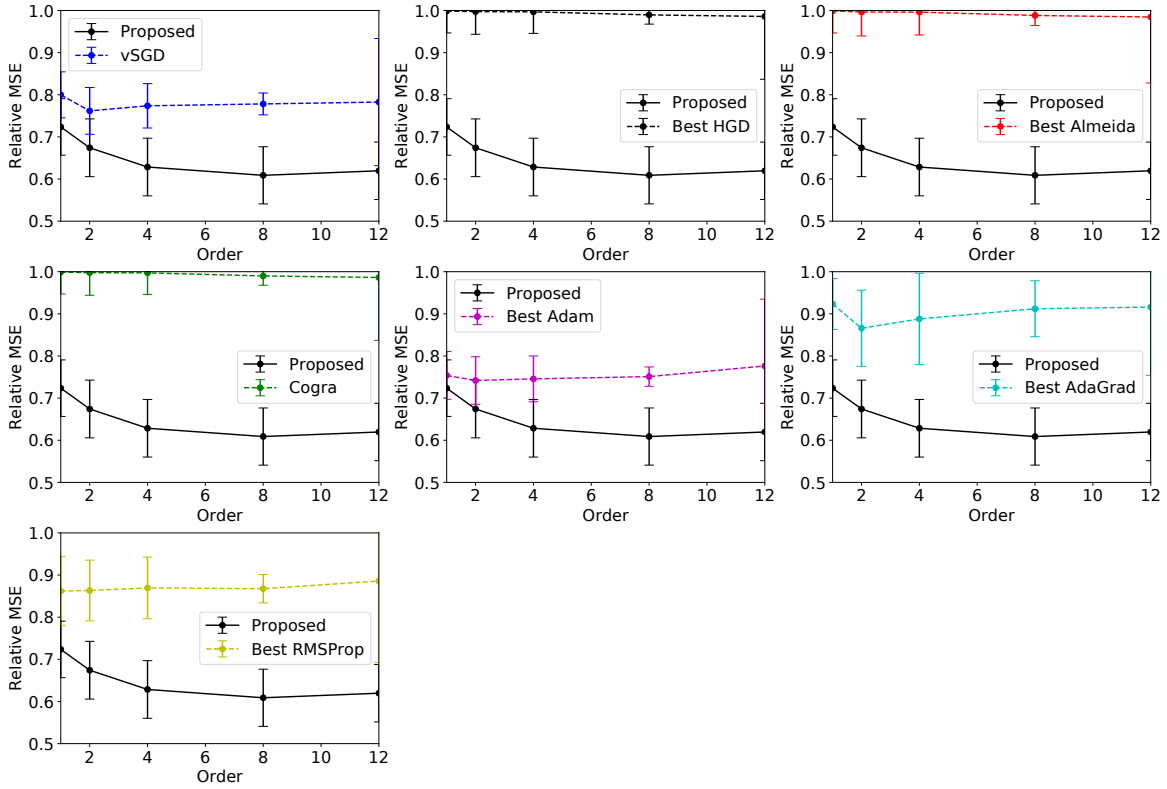 1.0
0.9
0.8
0.7
0.6
0.5
Relative MSE
Proposed
vSGD
2 4 6 8 10 12
Order
1.0
0.9
0.8
0.7
0.6
0.5
Relative MSE
Proposed
Best HGD
2 4 6 8 10 12
Order
1.0
0.9
0.8
0.7
0.6
0.5
Relative MSE
Proposed
Best Almeida
2 4 6 8 10 12
Order
1.0
0.9
0.8
0.7
0.6
0.5
Relative MSE
Proposed
Cogra
2 4 6 8 10 12
Order
1.0
0.9
0.8
0.7
0.6
0.5
Relative MSE
Proposed
Best Adam
2 4 6 8 10 12
Order
1.0
0.9
0.8
0.7
0.6
0.5
Relative MSE
Proposed
Best AdaGrad
2 4 6 8 10 12
Order
1.0
0.9
0.8
0.7
0.6
0.5
Relative MSE
Proposed
Best RMSProp
2 4 6 8 10 12
Order